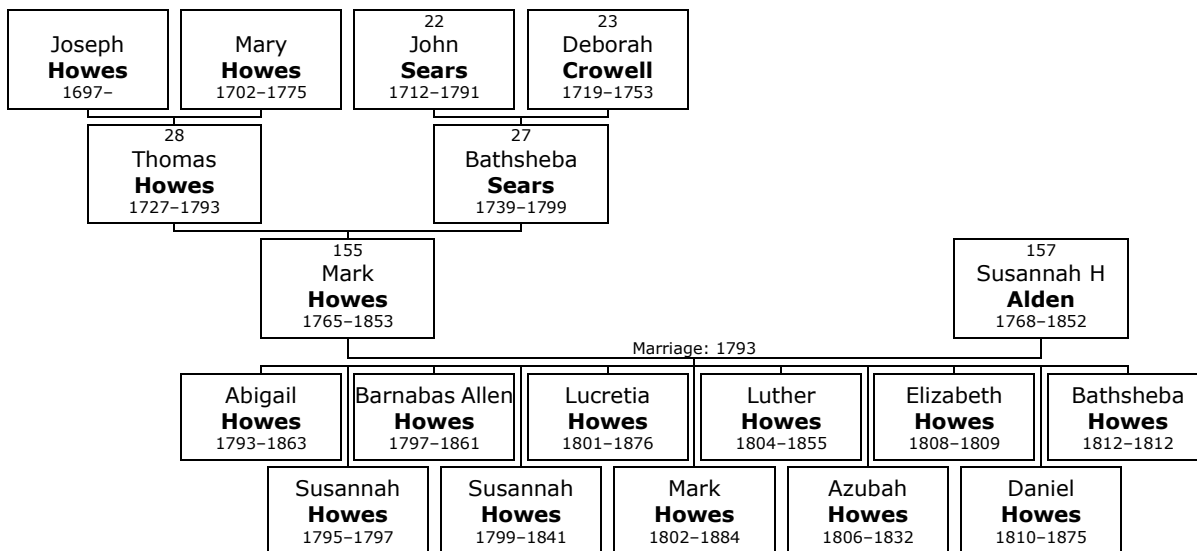 Joseph
Howes
1697–
Mary
Howes
1702–1775
22
John
Sears
1712–1791
23
Deborah
Crowell
1719–1753
28
Thomas
Howes
1727–1793
27
Bathsheba
Sears
1739–1799
155
Mark
Howes
1765–1853
157
Susannah H
Alden
1768–1852
Marriage: 1793
Abigail
Howes
1793–1863
Barnabas Allen
Howes
1797–1861
Lucretia
Howes
1801–1876
Luther
Howes
1804–1855
Elizabeth
Howes
1808–1809
Bathsheba
Howes
1812–1812
Susannah
Howes
1795–1797
Susannah
Howes
1799–1841
Mark
Howes
1802–1884
Azubah
Howes
1806–1832
Daniel
Howes
1810–1875